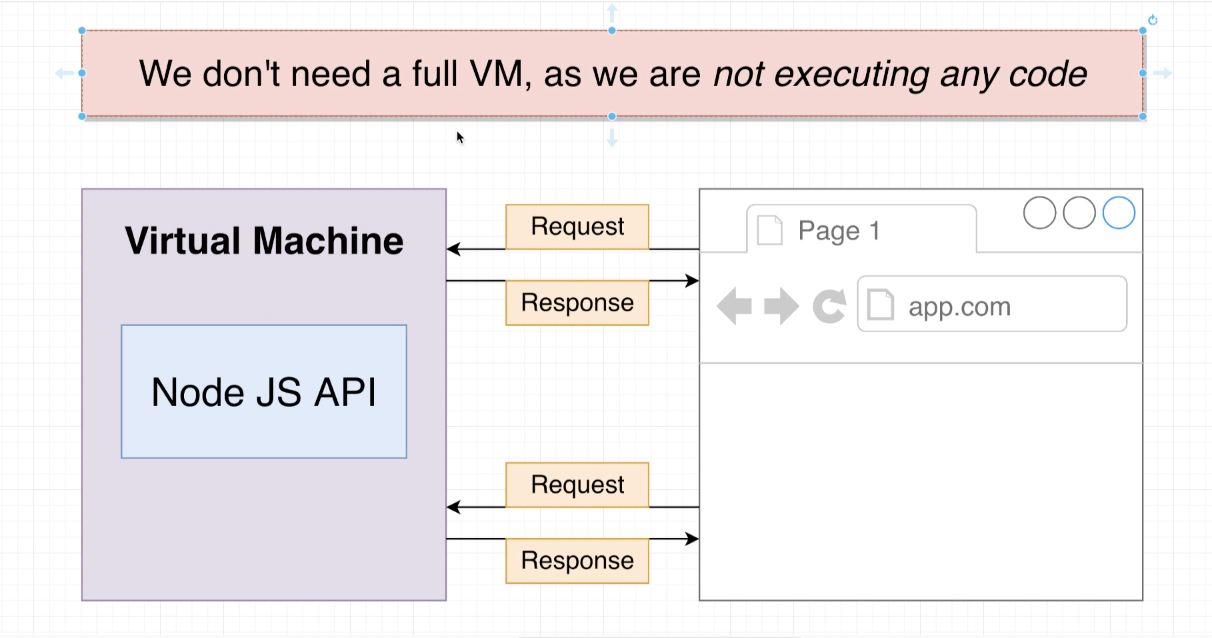 We don't need a full VM, as we are not executing any code
Virtual Machine
Node JS API
Request
Response
Request
Response
Page 1
app.com